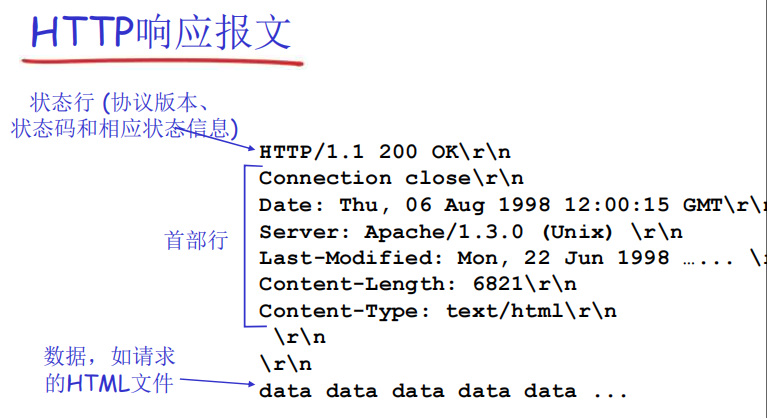 HTTP响应报文
状态行 (协议版本、
状态码和相应状态信息)
HTTP/1.1 200 OK\r\n
Connection close\r\n
Date: Thu, 06 Aug 1998 12:00:15 GMT\r\
Server: Apache/1.3.0 (Unix) \r\n
首部行
Last-Modified: Mon, 22 Jun 1998 …... \
Content-Length: 6821\r\n
Content-Type: text/html\r\n
\r\n
\r\n
数据，如请求
的HTML文件
data data data data data ...